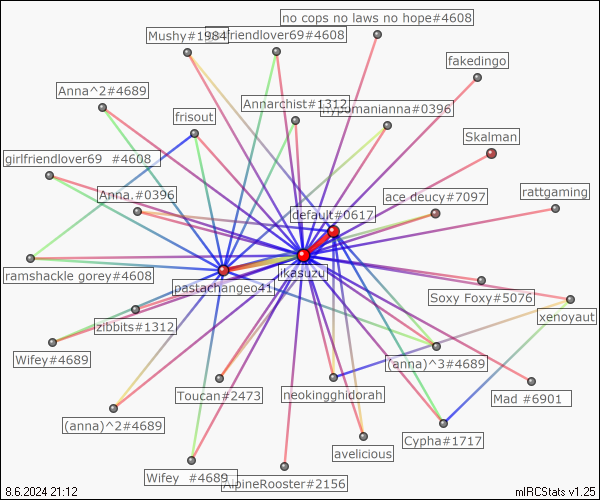 no cops no laws no hope#4608
Mushy#1984
friendlover69#4608
fakedingo
Anna^2#4689
Annarchist#1312
hypomanianna#0396
frisout
Skalman
girlfriendlover69 #4608
Anna.#0396
ace deucy#7097
rattgaming
default#0617
ramshackle gorey#4608
pastachangeo41
ikasuzu
Soxy Foxy#5076
xenoyaut
zibbits#1312
Wifey#4689
(anna)^3#4689
Toucan#2473
neokingghidorah
Mad #6901
(anna)^2#4689
Cypha#1717
avelicious
Wifey #4689
AlpineRooster#2156
8.6.2024 21:12
mIRCStats v1.25